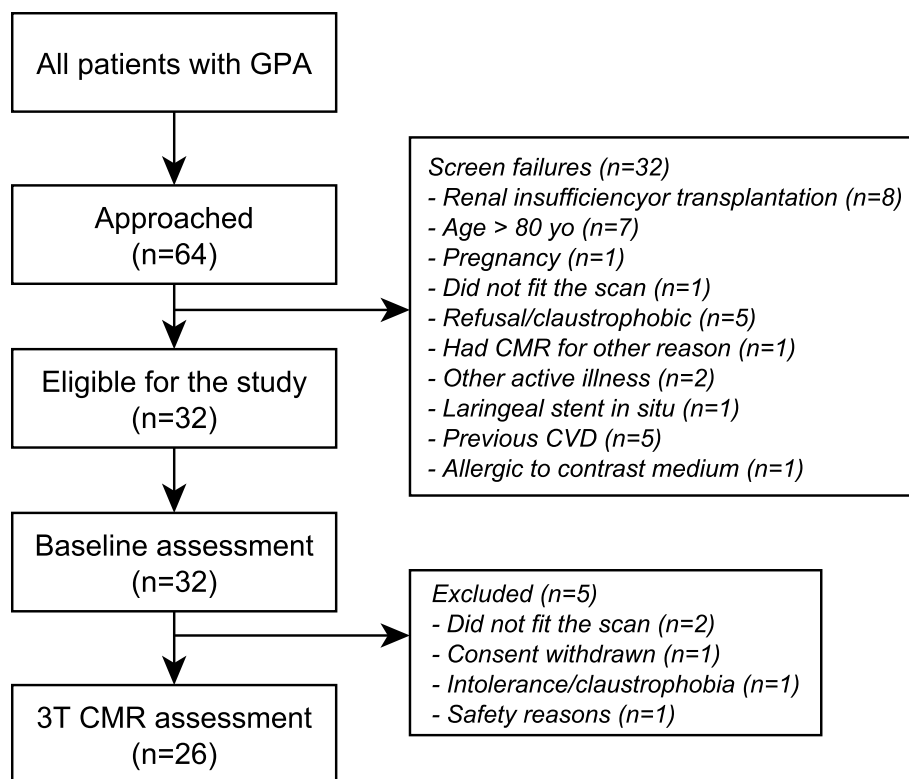 All patients with GPA
Approached
(n=64)
Screen failures (n=32)
- Renal insufficiencyor transplantation (n=8)
- Age > 80 yo (n=7)
- Pregnancy (n=1)
- Did not fit the scan (n=1)
- Refusal/claustrophobic (n=5)
- Had CMR for other reason (n=1)
- Other active illness (n=2)
- Laringeal stent in situ (n=1)
- Previous CVD (n=5)
- Allergic to contrast medium (n=1)
Eligible for the study
(n=32)
Baseline assessment
(n=32)
Excluded (n=5)
- Did not fit the scan (n=2)
- Consent withdrawn (n=1)
- Intolerance/claustrophobia (n=1)
- Safety reasons (n=1)
3T CMR assessment
(n=26)